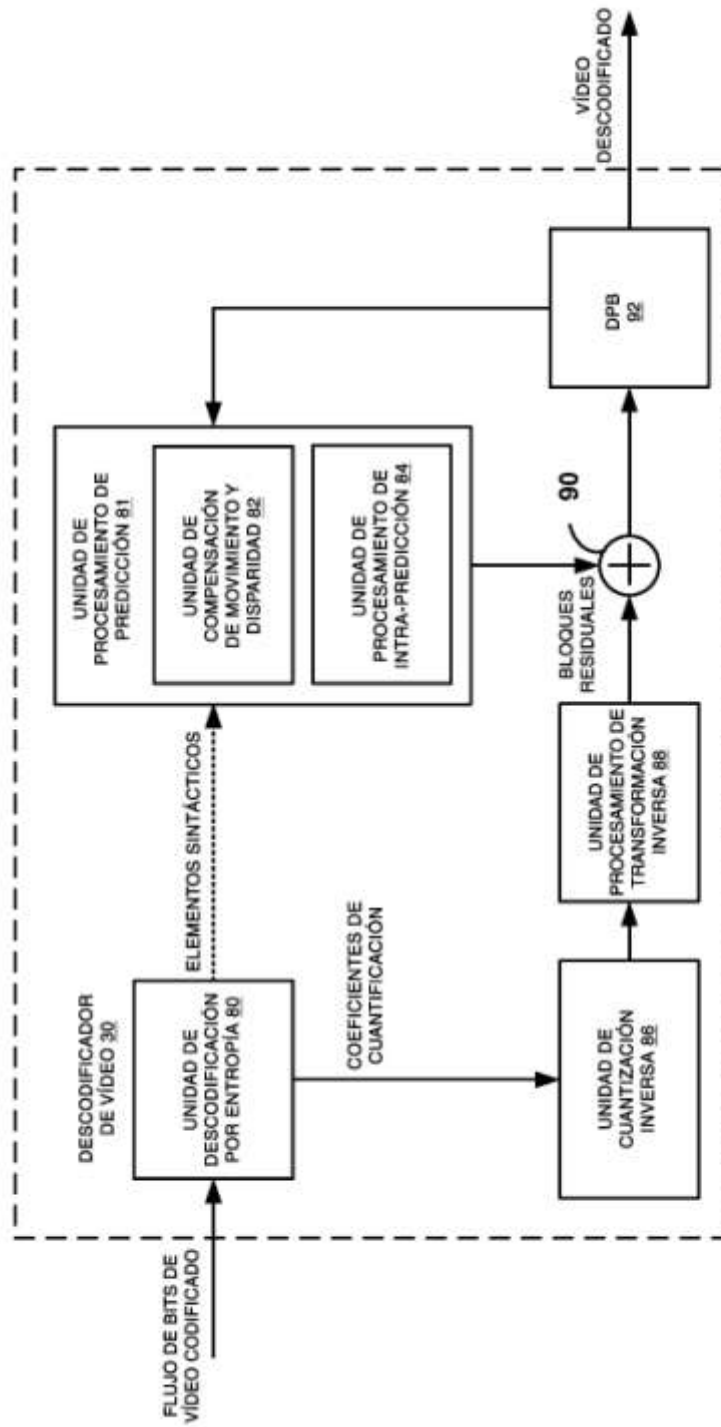 FLUJO DE BITS DE
VÍDEO CODIFICADO
DESCODIFICADOR
DE VÍDEO 30
UNIDAD DE
DESCODIFICACIÓN
POR ENTROPÍA 80
ELEMENTOS SINTÁCTICOS
COEFICIENTES DE
CUANTIFICACIÓN
UNIDAD DE
PROCESAMIENTO DE
PREDICCIÓN 81
UNIDAD DE
COMPENSACIÓN
DE MOVIMIENTO Y
DISPARIDAD 82
UNIDAD DE
PROCESAMIENTO DE
INTRA-PREDICCIÓN 84
UNIDAD DE
CUANTIZACIÓN
INVERSA 86
UNIDAD DE
PROCESAMIENTO DE
TRANSFORMACIÓN
INVERSA 88
BLOQUES
RESIDUALES
90
DPB
92
VÍDEO
DESCODIFICADO